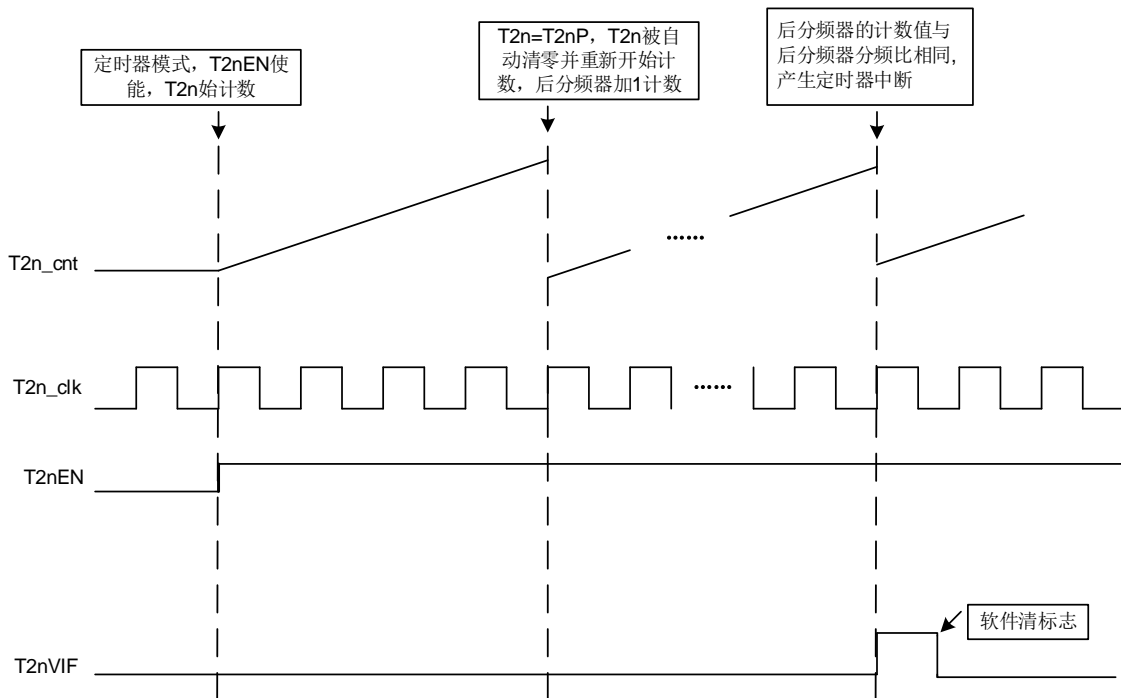 定时器模式，T2nEN使
能，T2n始计数
T2n=T2nP，T2n被自
动清零并重新开始计
数，后分频器加1计数
后分频器的计数值与
后分频器分频比相同，
产生定时器中断
T2n_cnt
......
T2n_clk
......
T2nEN
T2nVIF
软件清标志